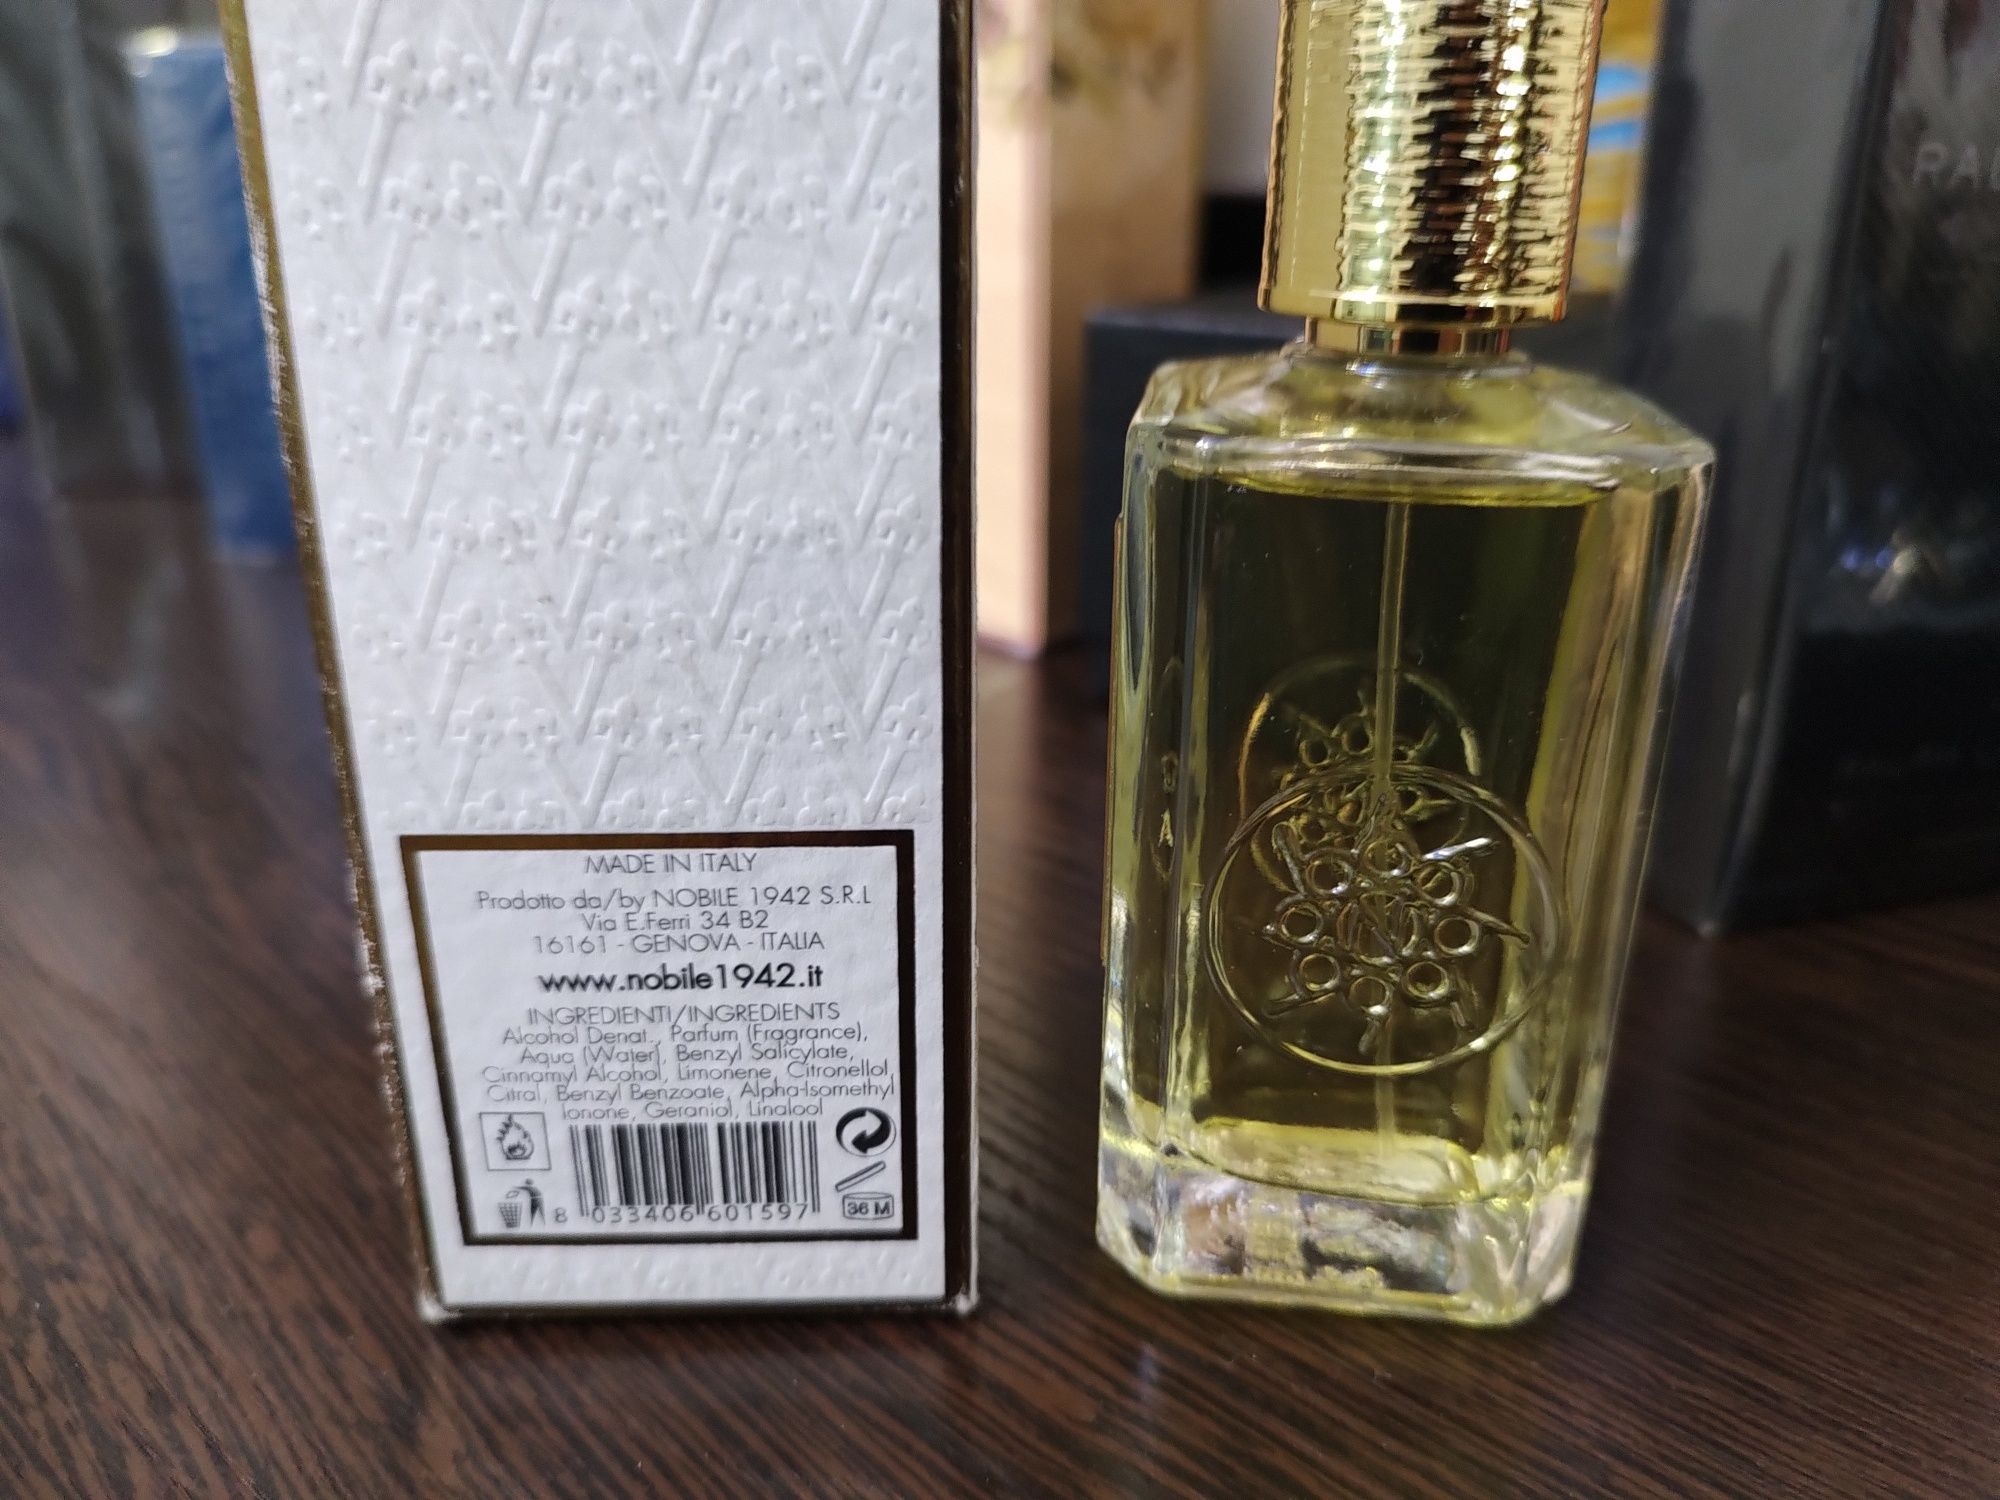 MADE IN ITALY
Prodotto da/by NOBILE 1942 S.R.L
Via E.Ferri 34 B2
16161 - GENOVA - ITALIA
www.nobile1942.it
INGREDIENTI/INGREDIENTS
Alcohol Denat., Parfum (Fragrance),
Aqua (Water), Benzyl Salicylate,
Cinnamyl Alcohol, Limonene, Citronellol,
Citral, Benzyl Benzoate, Alpha-Isomethyl
Ionone, Geraniol, Linalool
8 033406 601597
36 M